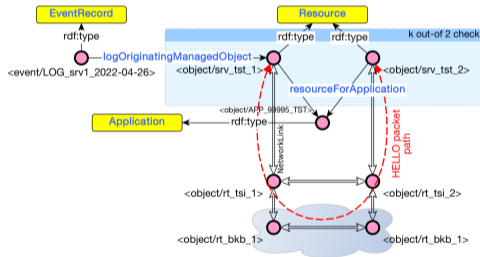 EventRecord
Resource
rdf:type
rdf:type
rdf:type
k out-of 2 check
logOriginatingManagedObject
<event/LOG_srv1_2022-04-26>
<object/srv_tst_1>
<object/srv_tst_2>
resourceForApplication
<object/APP_99995_TST>
Application
rdf:type
NetworkLink
HELLO packet
path
<object/rt_tsi_1>
<object/rt_tsi_2>
<object/rt_bkb_1>
<object/rt_bkb_1>